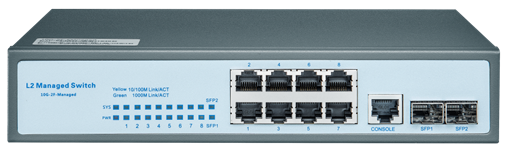 2 4 6 8
L2 Managed Switch
Yellow 10/100M Link/ACT
Green 1000M Link/ACT
SFP2
SYS
PWR
1 2 3 4 5 6 7 8 SFP1
1 3 5 7
CONSOLE SFP1 SFP2